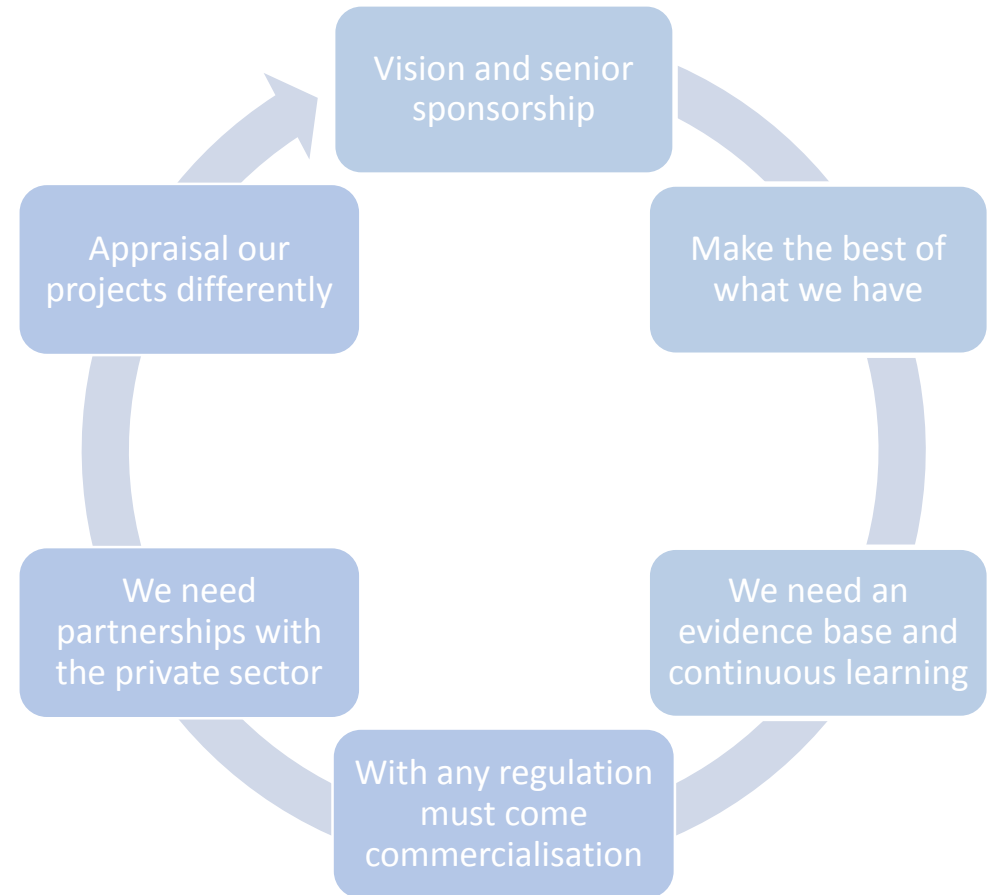 Vision and senior
sponsorship
Make the best of
what we have
We need an
evidence base and
continuous learning
With any regulation
must come
commercialisation
We need
partnerships with
the private sector
Appraisal our
projects differently